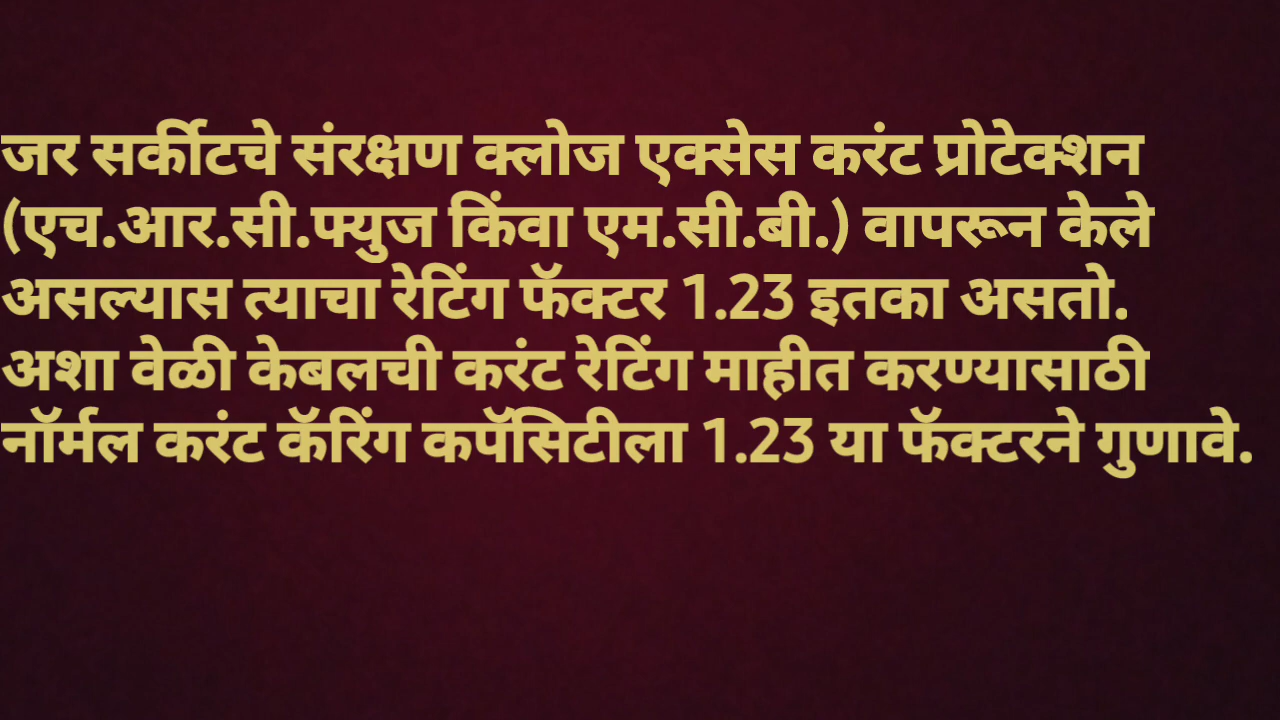 जर सर्कीटचे संरक्षण क्लोज एक्सेस करंट प्रोटेक्शन
(एच.आर.सी.फ्युज किंवा एम.सी.बी.) वापरून केले
असल्यास त्याचा रेटिंग फॅक्टर 1.23 इतका असतो.
अशा वेळी केबलची करंट रेटिंग माहीत करण्यासाठी
नॉर्मल करंट कॅरिंग कपॅसिटीला 1.23 या फॅक्टरने गुणावे.